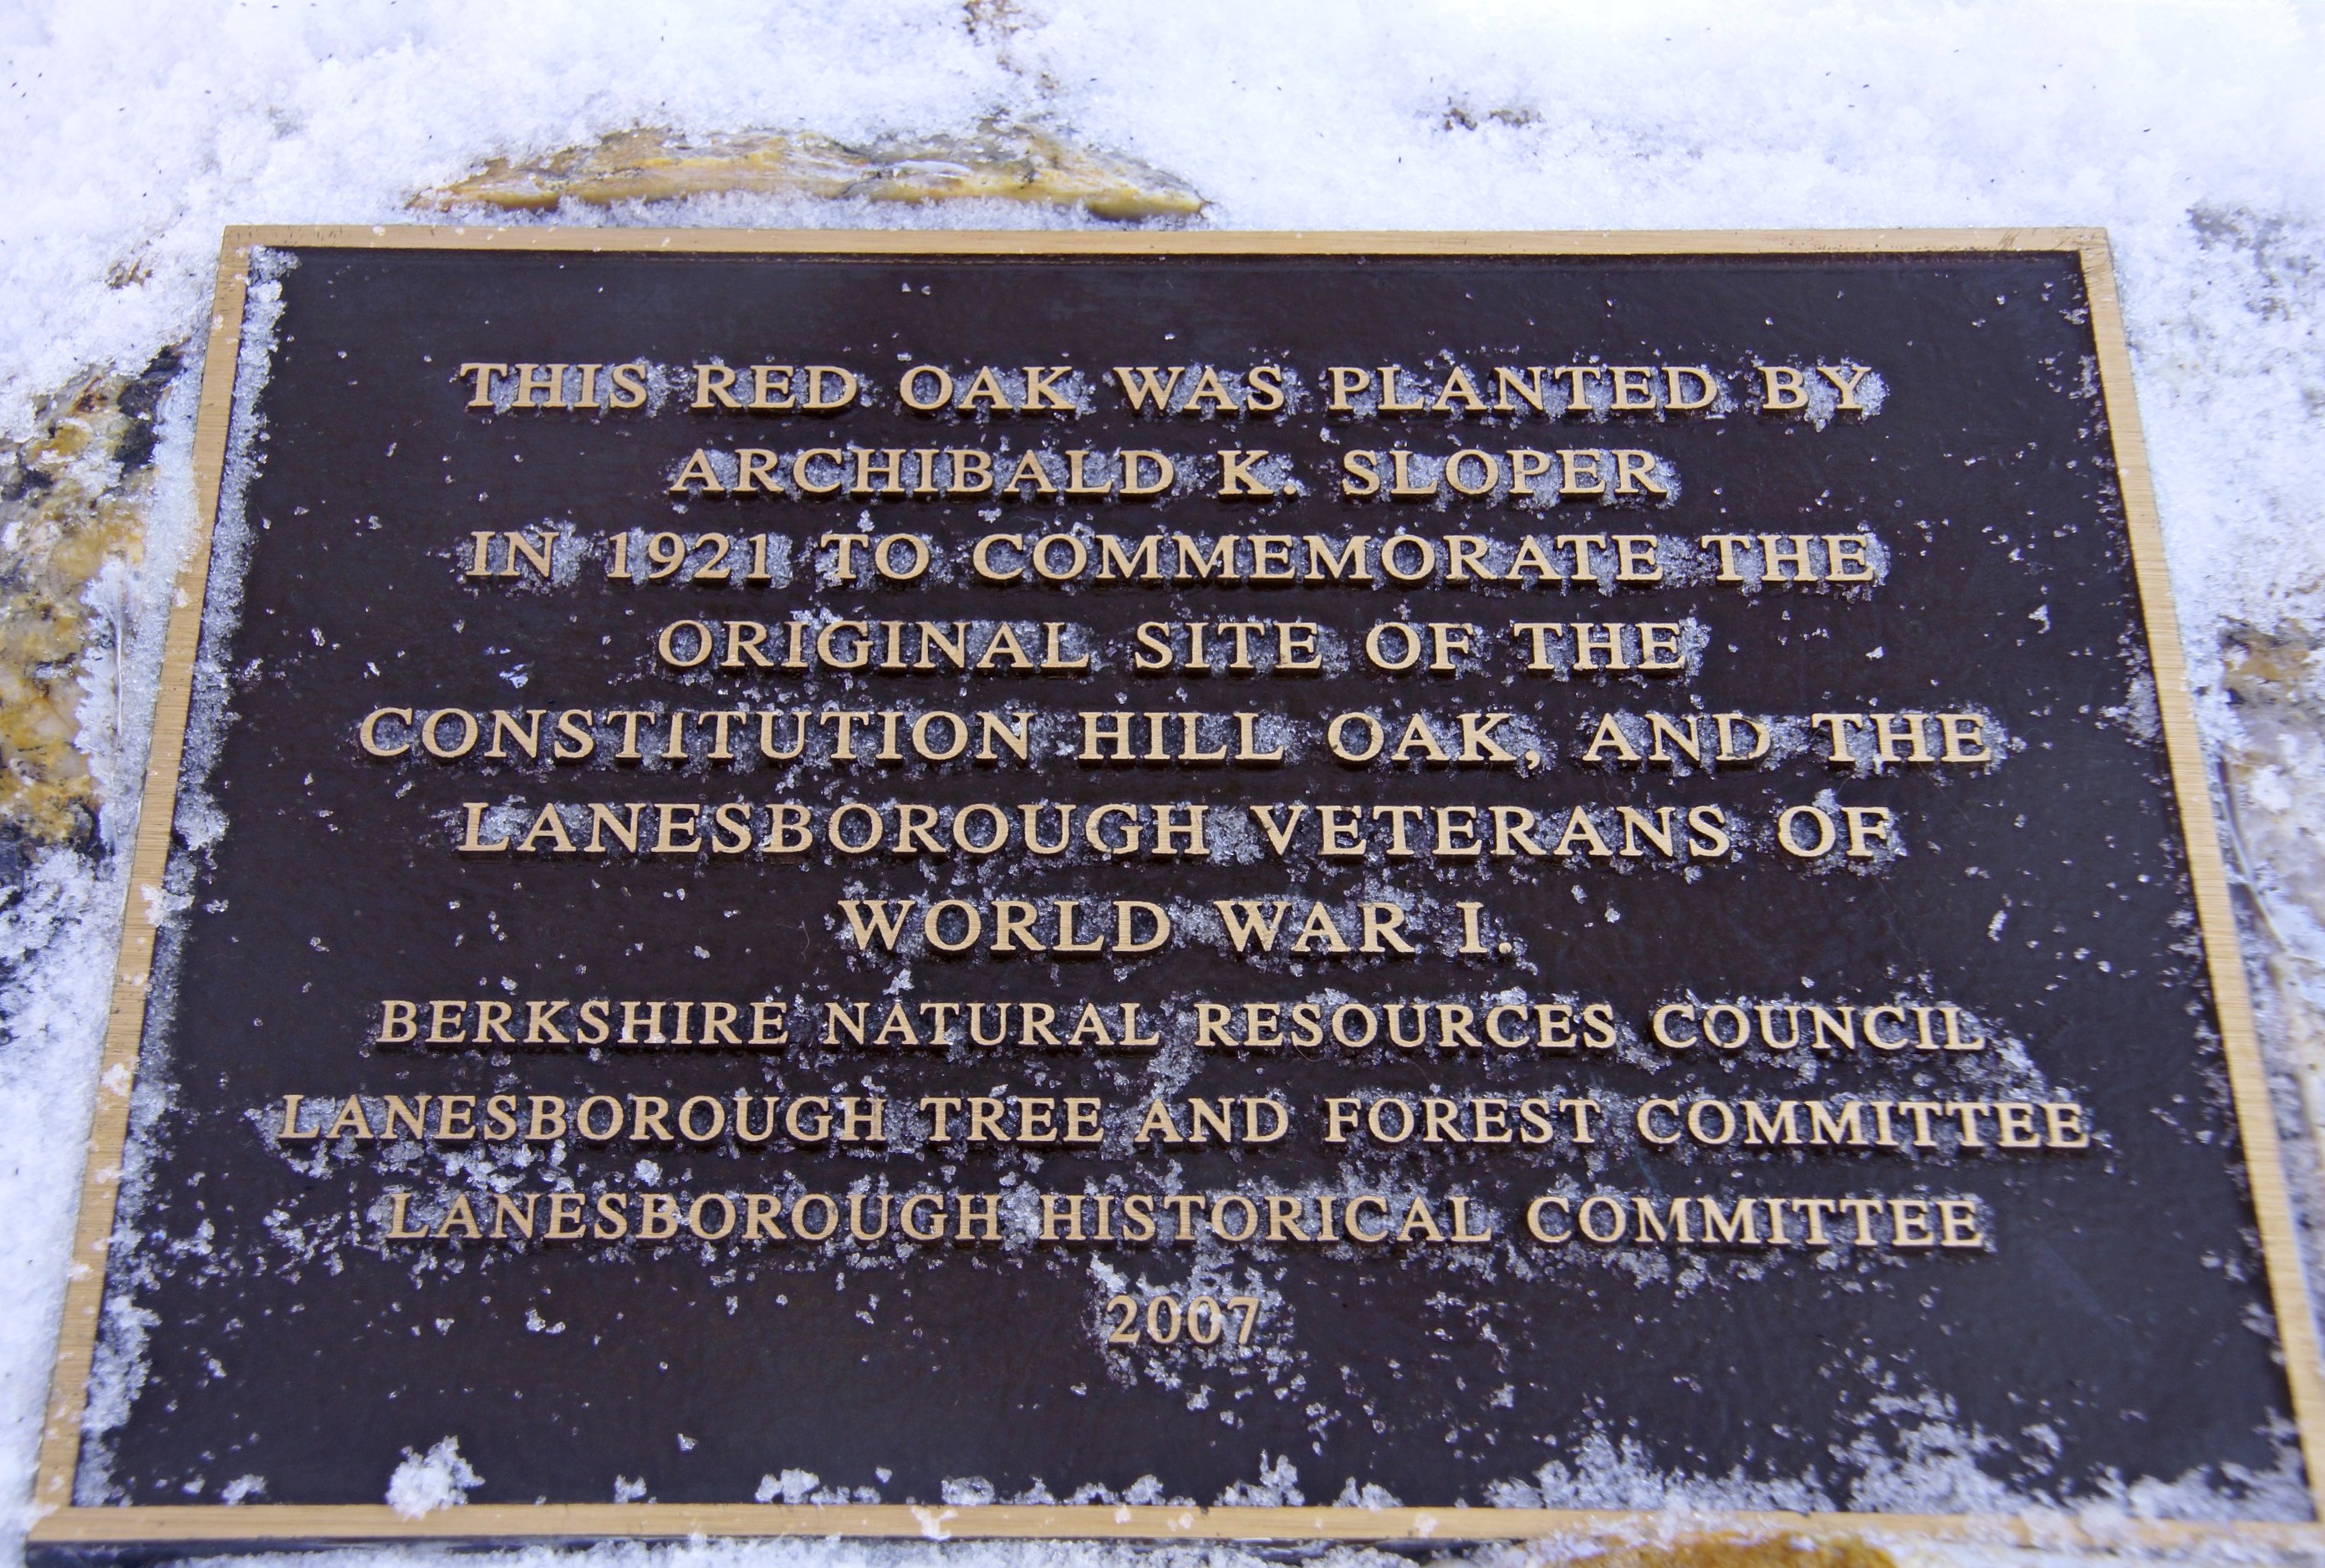 THIS RED OAK WAS PLANTED BY
ARCHIBALD K. SLOPER
IN 1921 TO COMMEMORATE THE
ORIGINAL SITE OF THE
CONSTITUTION HILL OAK, AND THE
LANESBOROUGH VETERANS OF
WORLD WAR I.
BERKSHIRE NATURAL RESOURCES COUNCIL
LANESBOROUGH TREE AND FOREST COMMITTEE
LANESBOROUGH HISTORICAL COMMITTEE
2007